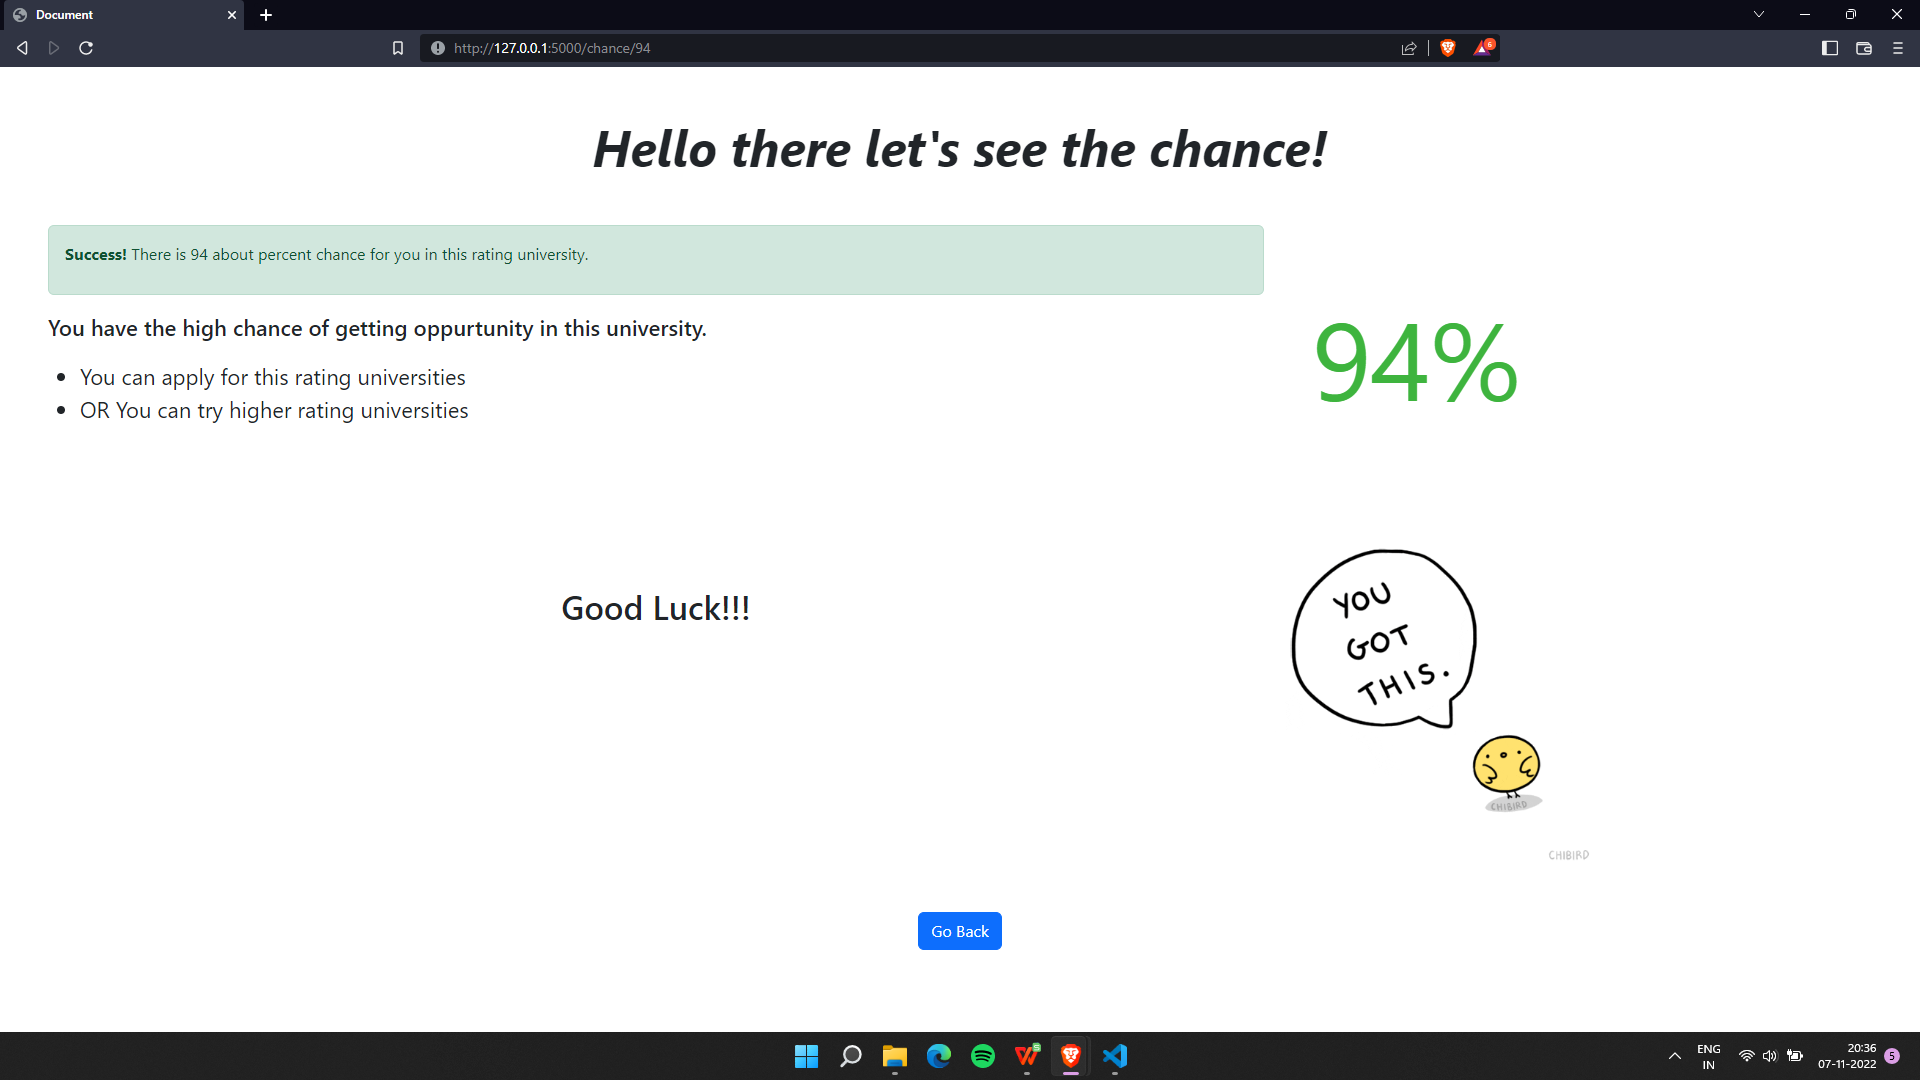 Document
http://127.0.0.1:5000/chance/94
6
Hello there let's see the chance!
Success! There is 94 about percent chance for you in this rating university.
You have the high chance of getting oppurtunity in this university.
You can apply for this rating universities
OR You can try higher rating universities
94%
Good Luck!!!
YOU
GOT
THIS.
CHIBIRD
CHIBIRD
Go Back
ENG
IN
20:36
07-11-2022
5